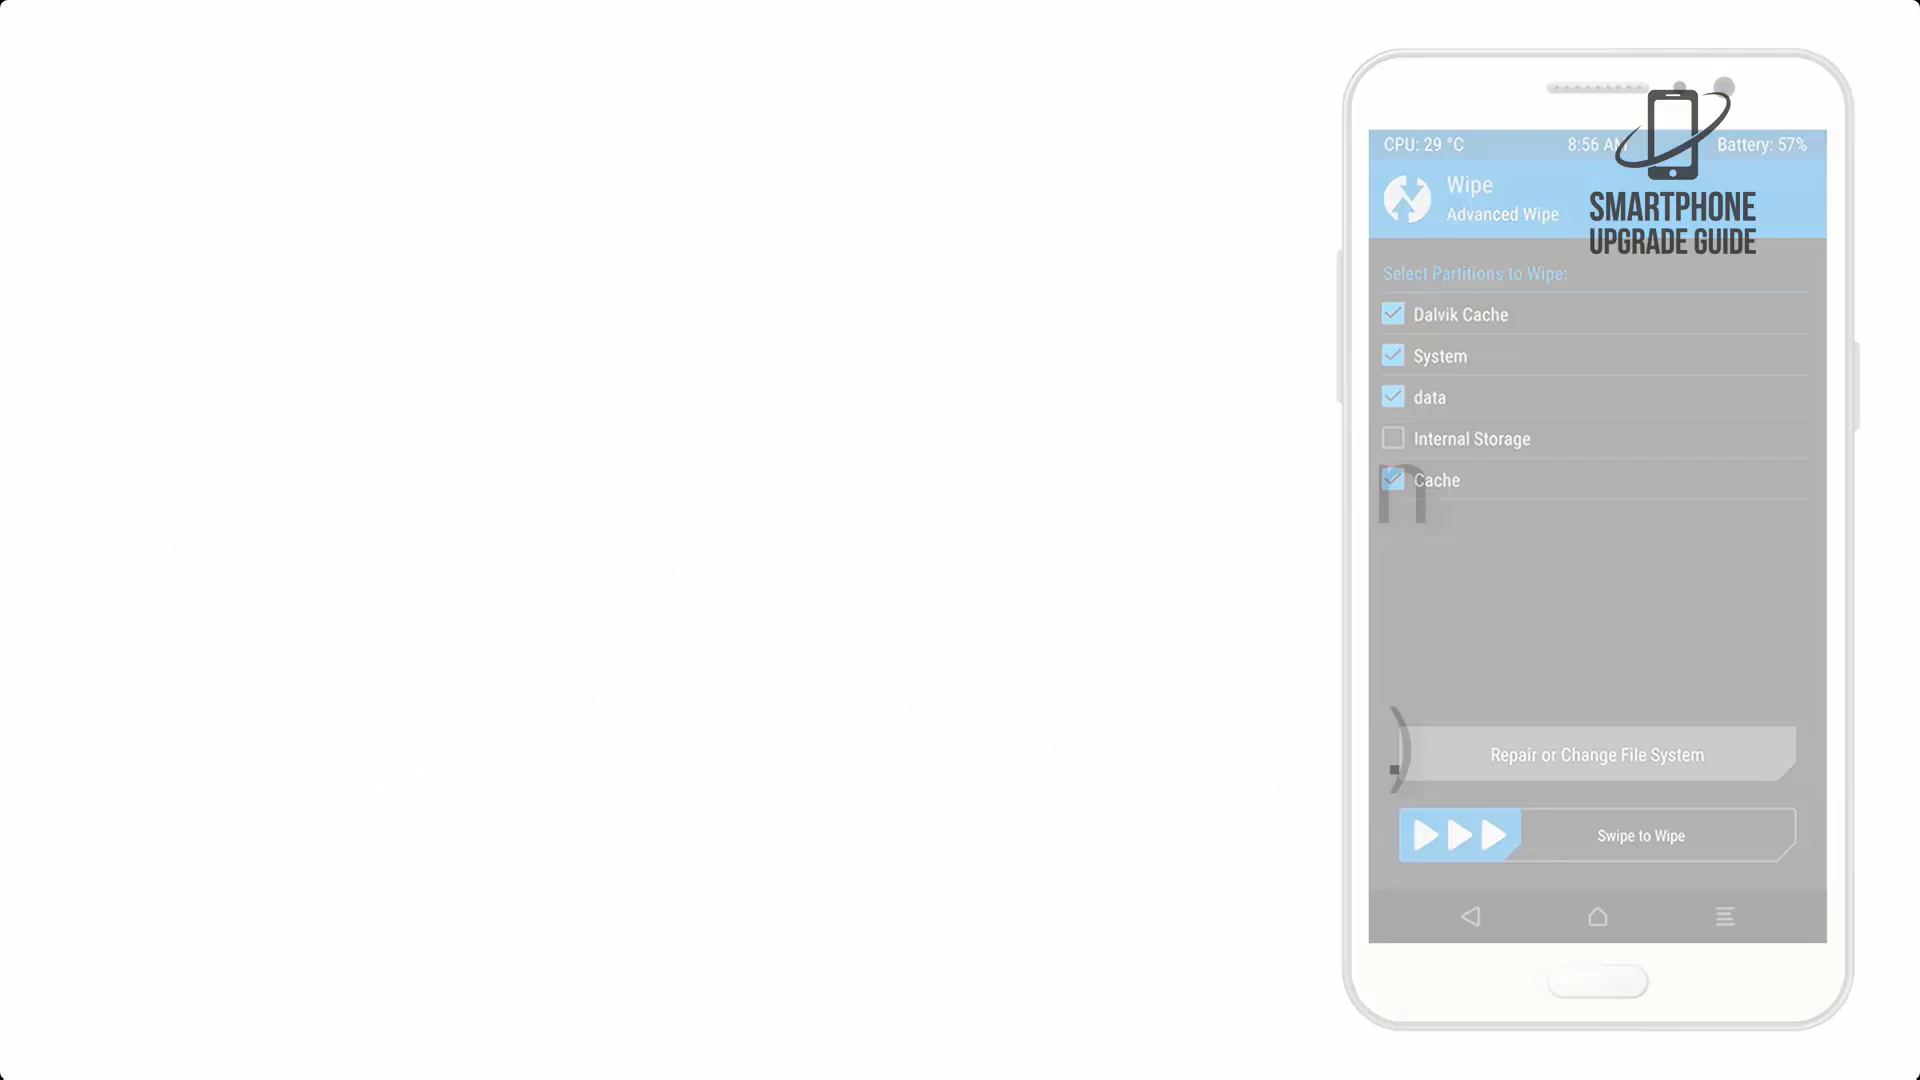 CPU: 29 °C 8:56 AM Battery: 57%
Wipe
Advanced Wipe
SMARTPHONE
UPGRADE GUIDE
Select Partitions to Wipe:
Dalvik Cache
System
data
Internal Storage
Cache
n
.)
Repair or Change File System
Swipe to Wipe